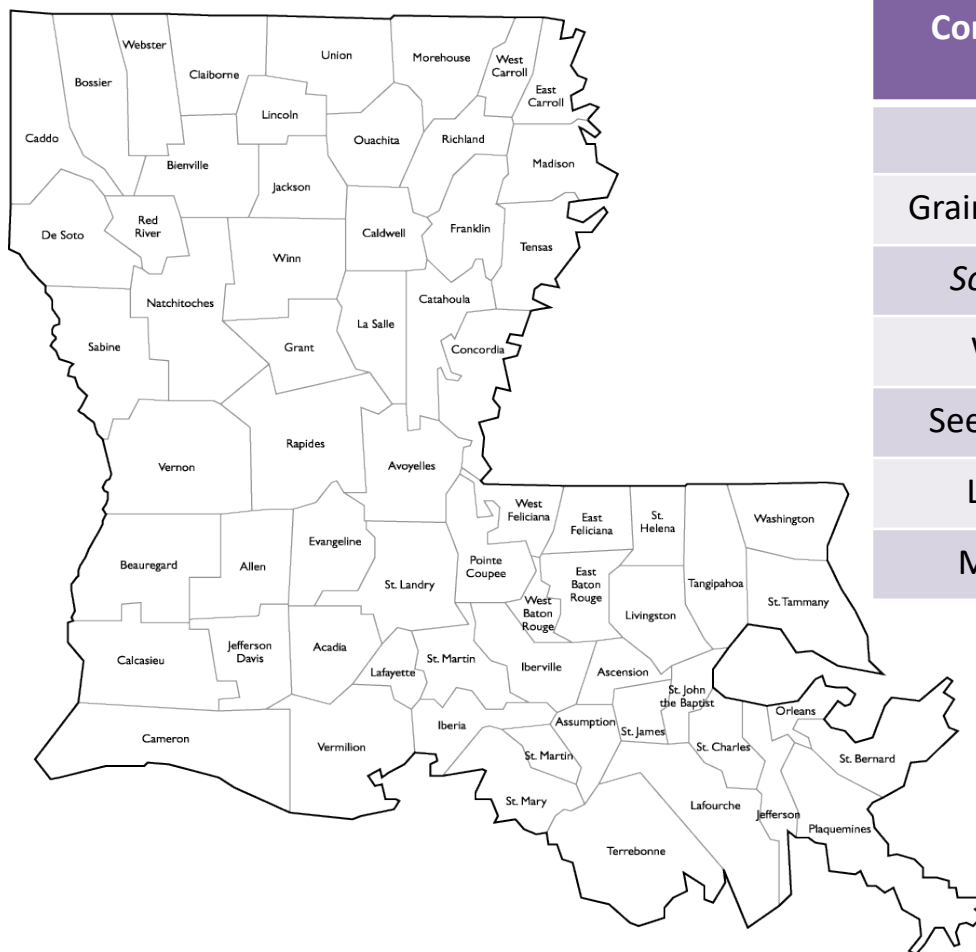 Webster
Union
Morehouse
West
Carroll
Claiborne
Bossier
East
Carroll
Lincoln
Caddo
Ouachita
Richland
Bienville
Madison
Jackson
Red
River
De Soto
Caldwell
Franklin
Tensas
Winn
Natchitoches
Catahoula
La Salle
Sabine
Grant
Concordia
Rapides
Vernon
Avoyelles
West
Feliciana
East
Feliciana
St.
Helena
Washington
Evangeline
Beauregard
Allen
Pointe
Coupee
East
Baton
Rouge
St. Landry
Tangipahoa
St. Tammany
West
Baton
Rouge
Livingston
Jefferson
Davis
Acadia
Calcasieu
St. Martin
Lafayette
Iberville
Ascension
St. John
the Baptist
Orleans
Cameron
Iberia
Assumption
St. James
Vermilion
St. Charles
St. Martin
St. Bernard
St. Mary
Lafourche
Jefferson
Plaquemines
Terrebonne
Cor
Grain
So
See
L
M